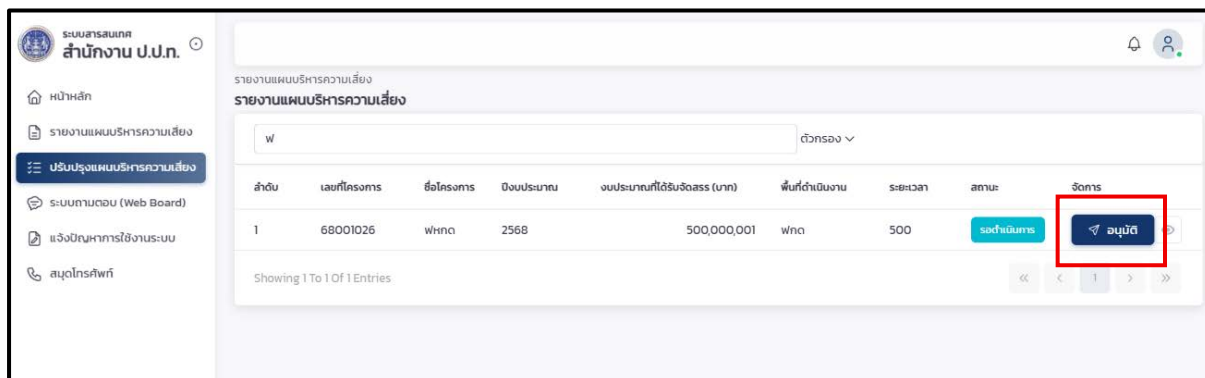 ระบบสารสนเทศ
สำนักงาน ป.ป.ท.
หน้าหลัก
รายงานแผนบริหารความเสี่ยง
ปรับปรุงแผนบริหารความเสี่ยง
ระบบถามตอบ (Web Board)
แจ้งปัญหาการใช้งานระบบ
สมุดโทรศัพท์
รายงานแผนบริหารความเสี่ยง
รายงานแผนบริหารความเสี่ยง
ฟ ตัวกรอง
ลำดับ เลขที่โครงการ ชื่อโครงการ ปีงบประมาณ งบประมาณที่ได้รับจัดสรร (บาท) พื้นที่ดำเนินงาน ระยะเวลา สถานะ จัดการ
1 68001026 ฟหกด 2568 500,000,001 ฟกด 500 รอดำเนินการ อนุมัติ
Showing 1 To 1 Of 1 Entries « < 1 > »